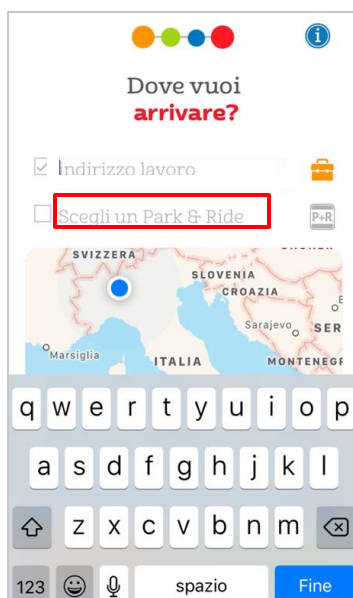 Dove vuoi
arrivare?
Indirizzo lavoro
Scegli un Park & Ride
P+R
SVIZZERA
SLOVENIA
CROAZIA
Sarajevo
SER
Marsiglia
ITALIA
MONTENEGR
q w e r t y u i o p
a s d f g h j k l
z x c v b n m
123 spazio Fine